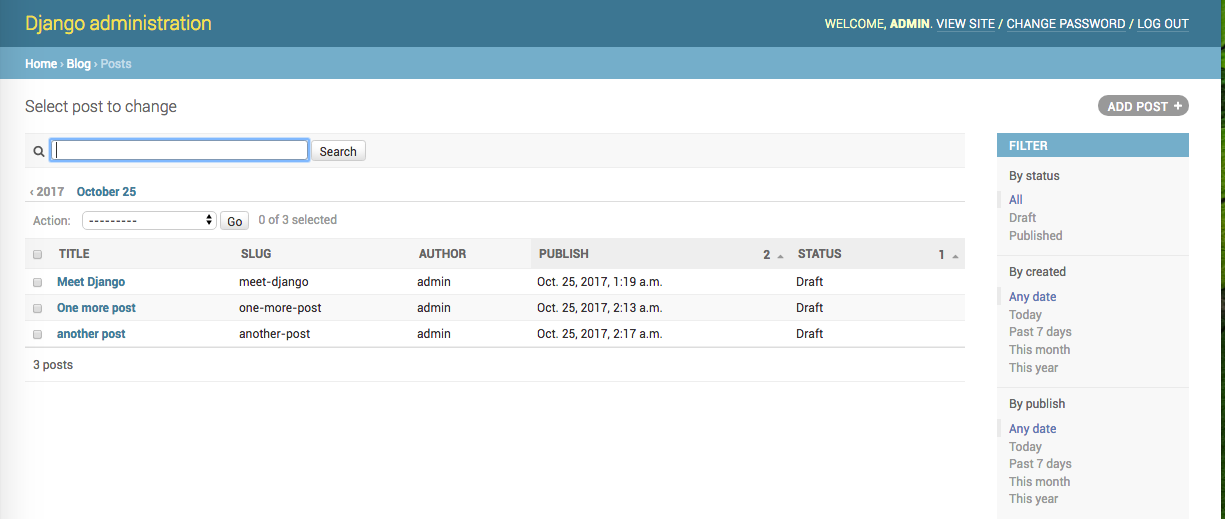 Django administration
WELCOME, ADMIN. VIEW SITE / CHANGE PASSWORD / LOG OUT
Home › Blog › Posts
Select post to change
ADD POST +
Search
‹ 2017 October 25
Action: --------- Go 0 of 3 selected
TITLE SLUG AUTHOR PUBLISH 2 STATUS 1
Meet Django meet-django admin Oct. 25, 2017, 1:19 a.m. Draft
One more post one-more-post admin Oct. 25, 2017, 2:13 a.m. Draft
another post another-post admin Oct. 25, 2017, 2:17 a.m. Draft
3 posts
FILTER
By status
All
Draft
Published
By created
Any date
Today
Past 7 days
This month
This year
By publish
Any date
Today
Past 7 days
This month
This year